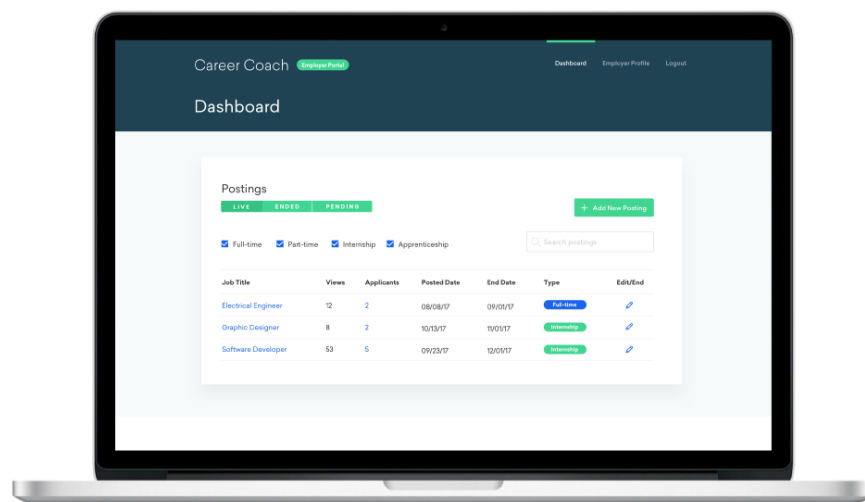 Career Coach Employer Portal Dashboard Employer Profile Logout
Dashboard
Postings
LIVE ENDED PENDING
+ Add New Posting
Full-time Part-time Internship Apprenticeship Search postings
Job Title Views Applicants Posted Date End Date Type Edit/End
Electrical Engineer 12 2 08/08/17 09/01/17 Full-time
Graphic Designer 8 2 10/13/17 11/01/17 Internship
Software Developer 53 5 09/23/17 12/01/17 Internship